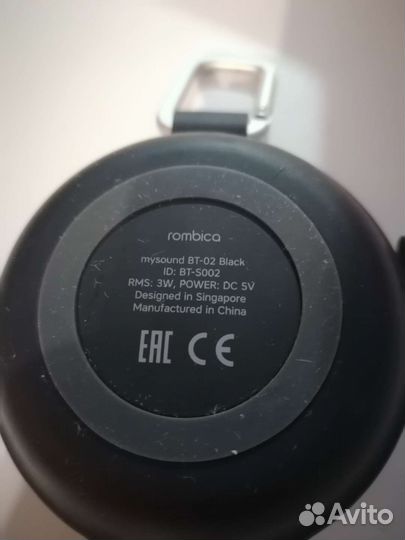 rombica
mysound BT-02 Black
ID: BT-S002
RMS: 3W, POWER: DC 5V
Designed in Singapore
Manufactured in China
EAC CE
Avito